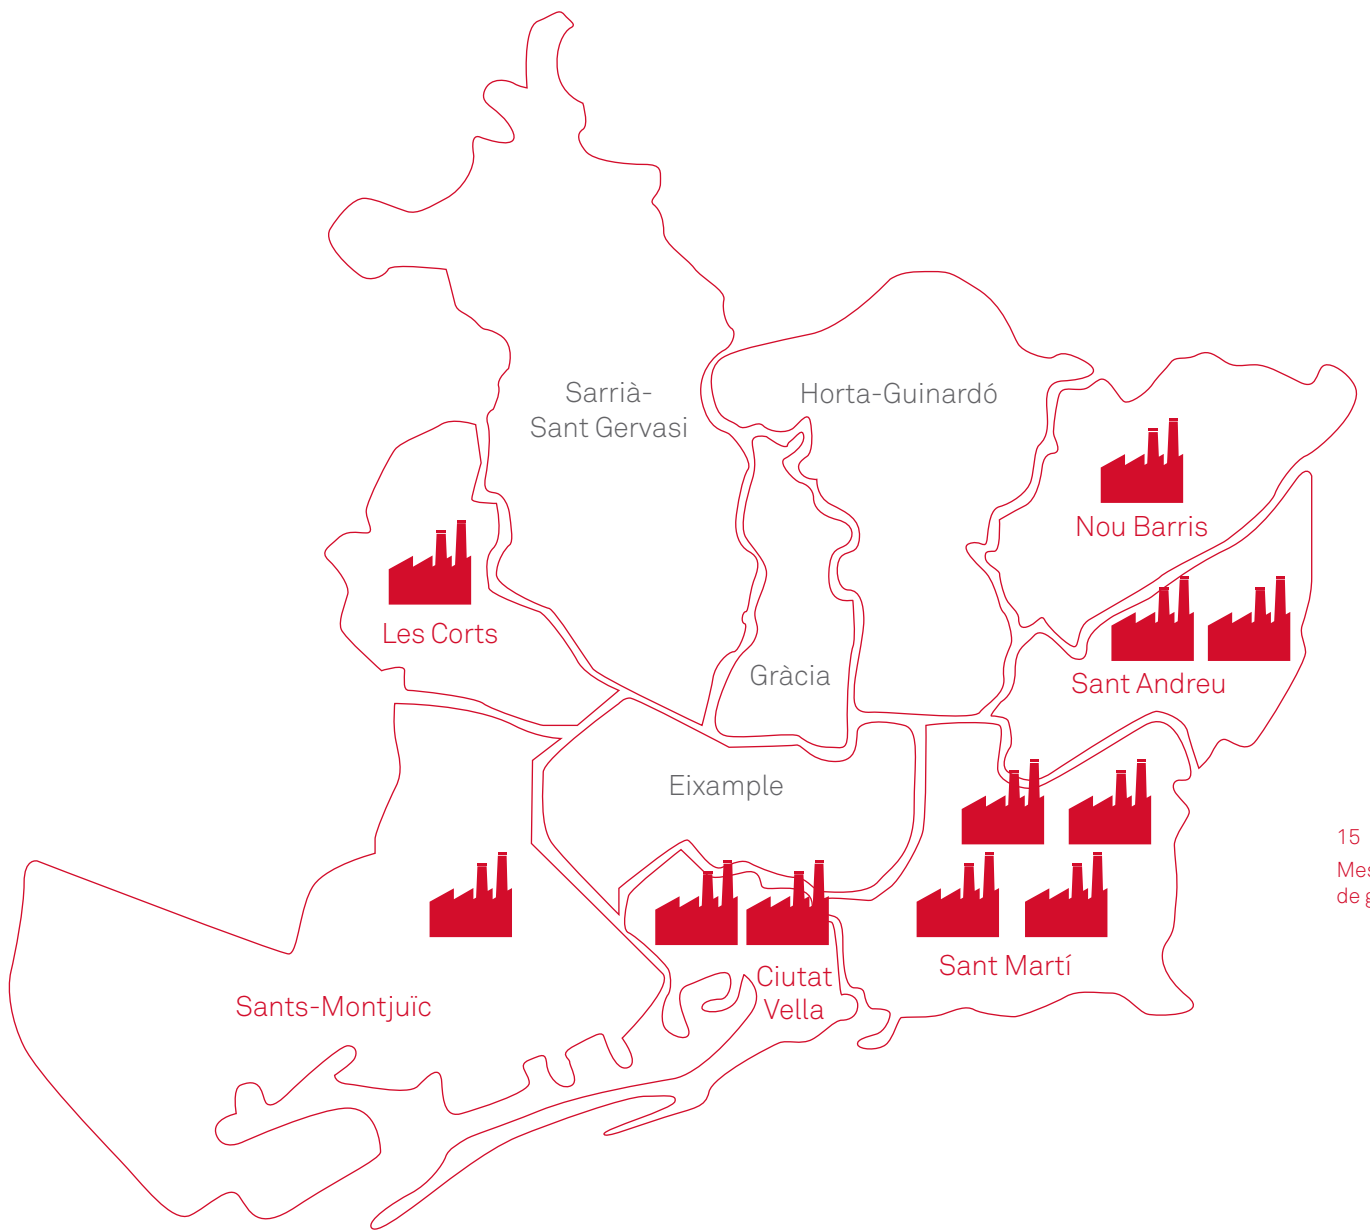 Sarrià-
Sant Gervasi
Horta-Guinardó
Nou Barris
Les Corts
Gràcia
Sant Andreu
Eixample
15
de
Sant Martí
Ciutat
Vella
Sants-Montjuïc